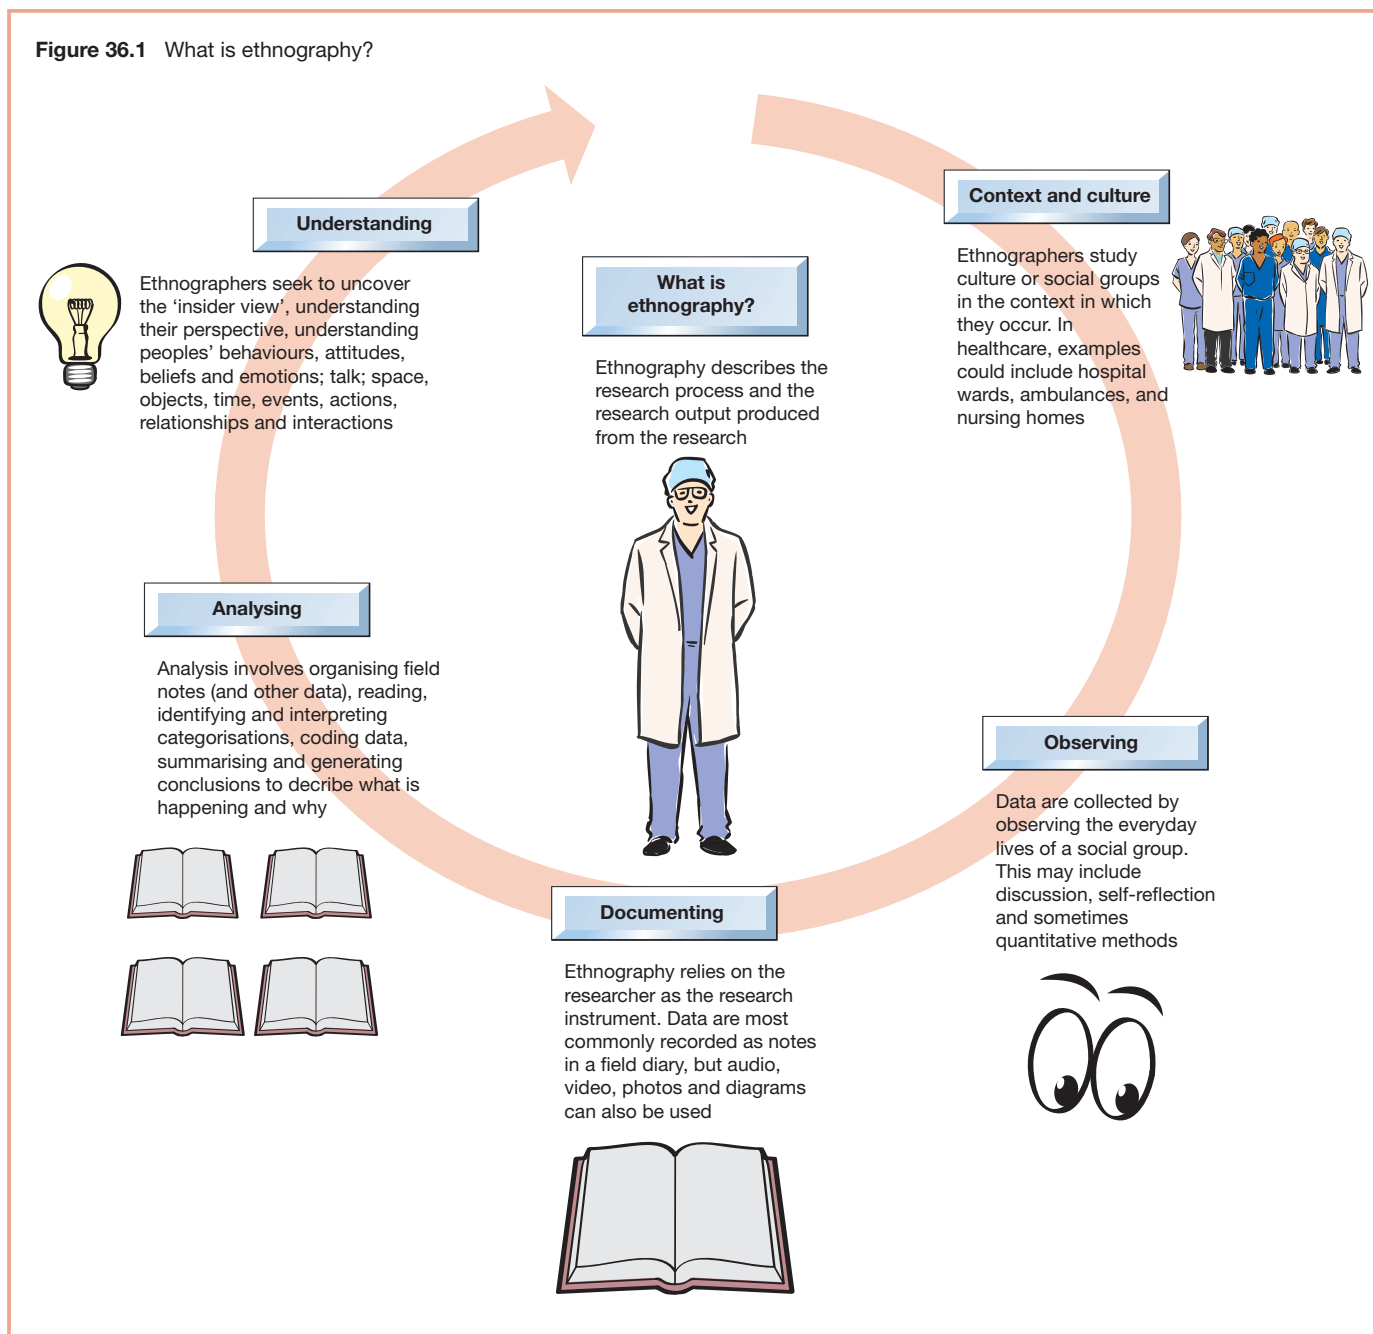 Figure 36.1 What is ethnography?
Understanding
Ethnographers seek to uncover
the ‘insider view’, understanding
their perspective, understanding
peoples’ behaviours, attitudes,
beliefs and emotions; talk; space,
objects, time, events, actions,
relationships and interactions
What is
ethnography?
Ethnography describes the
research process and the
research output produced
from the research
Context and culture
Ethnographers study
culture or social groups
in the context in which
they occur. In
healthcare, examples
could include hospital
wards, ambulances, and
nursing homes
Analysing
Analysis involves organising field
notes (and other data), reading,
identifying and interpreting
categorisations, coding data,
summarising and generating
conclusions to decribe what is
happening and why
Observing
Data are collected by
observing the everyday
lives of a social group.
This may include
discussion, self-reflection
and sometimes
quantitative methods
Documenting
Ethnography relies on the
researcher as the research
instrument. Data are most
commonly recorded as notes
in a field diary, but audio,
video, photos and diagrams
can also be used